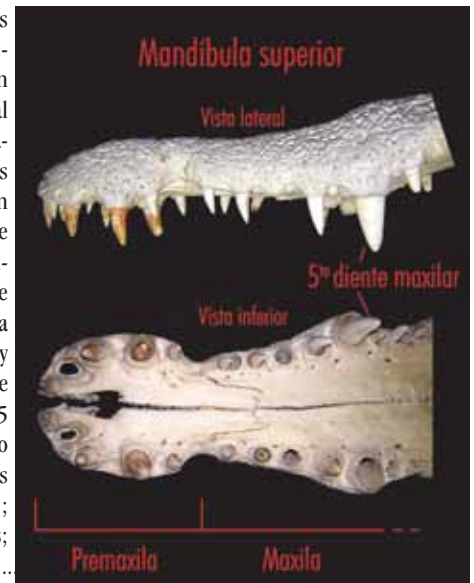 Mandíbula superior
Vista lateral
5to diente maxilar
Vista inferior
Premaxila
Maxila